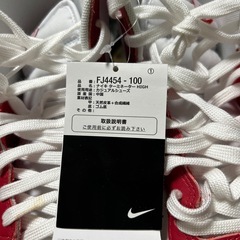 ①
FJ4454 - 100
ナイキ ターミネーター HIGH
カジュアルシューズ
中国
天然皮革 + 合成繊維
ゴム底
取扱説明書
ご使用前に必ずお読み下さい